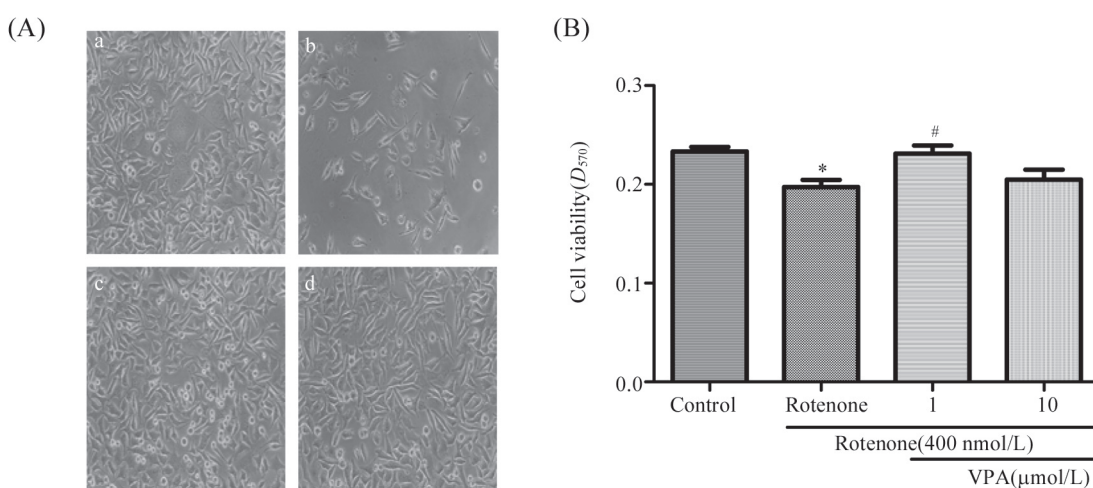 (A)
a
b
c
d
(B)
Cell viability(D570)
0.3
0.2
0.1
0.0
*
#
Control
Rotenone
1
10
Rotenone(400 nmol/L)
VPA(μmol/L)